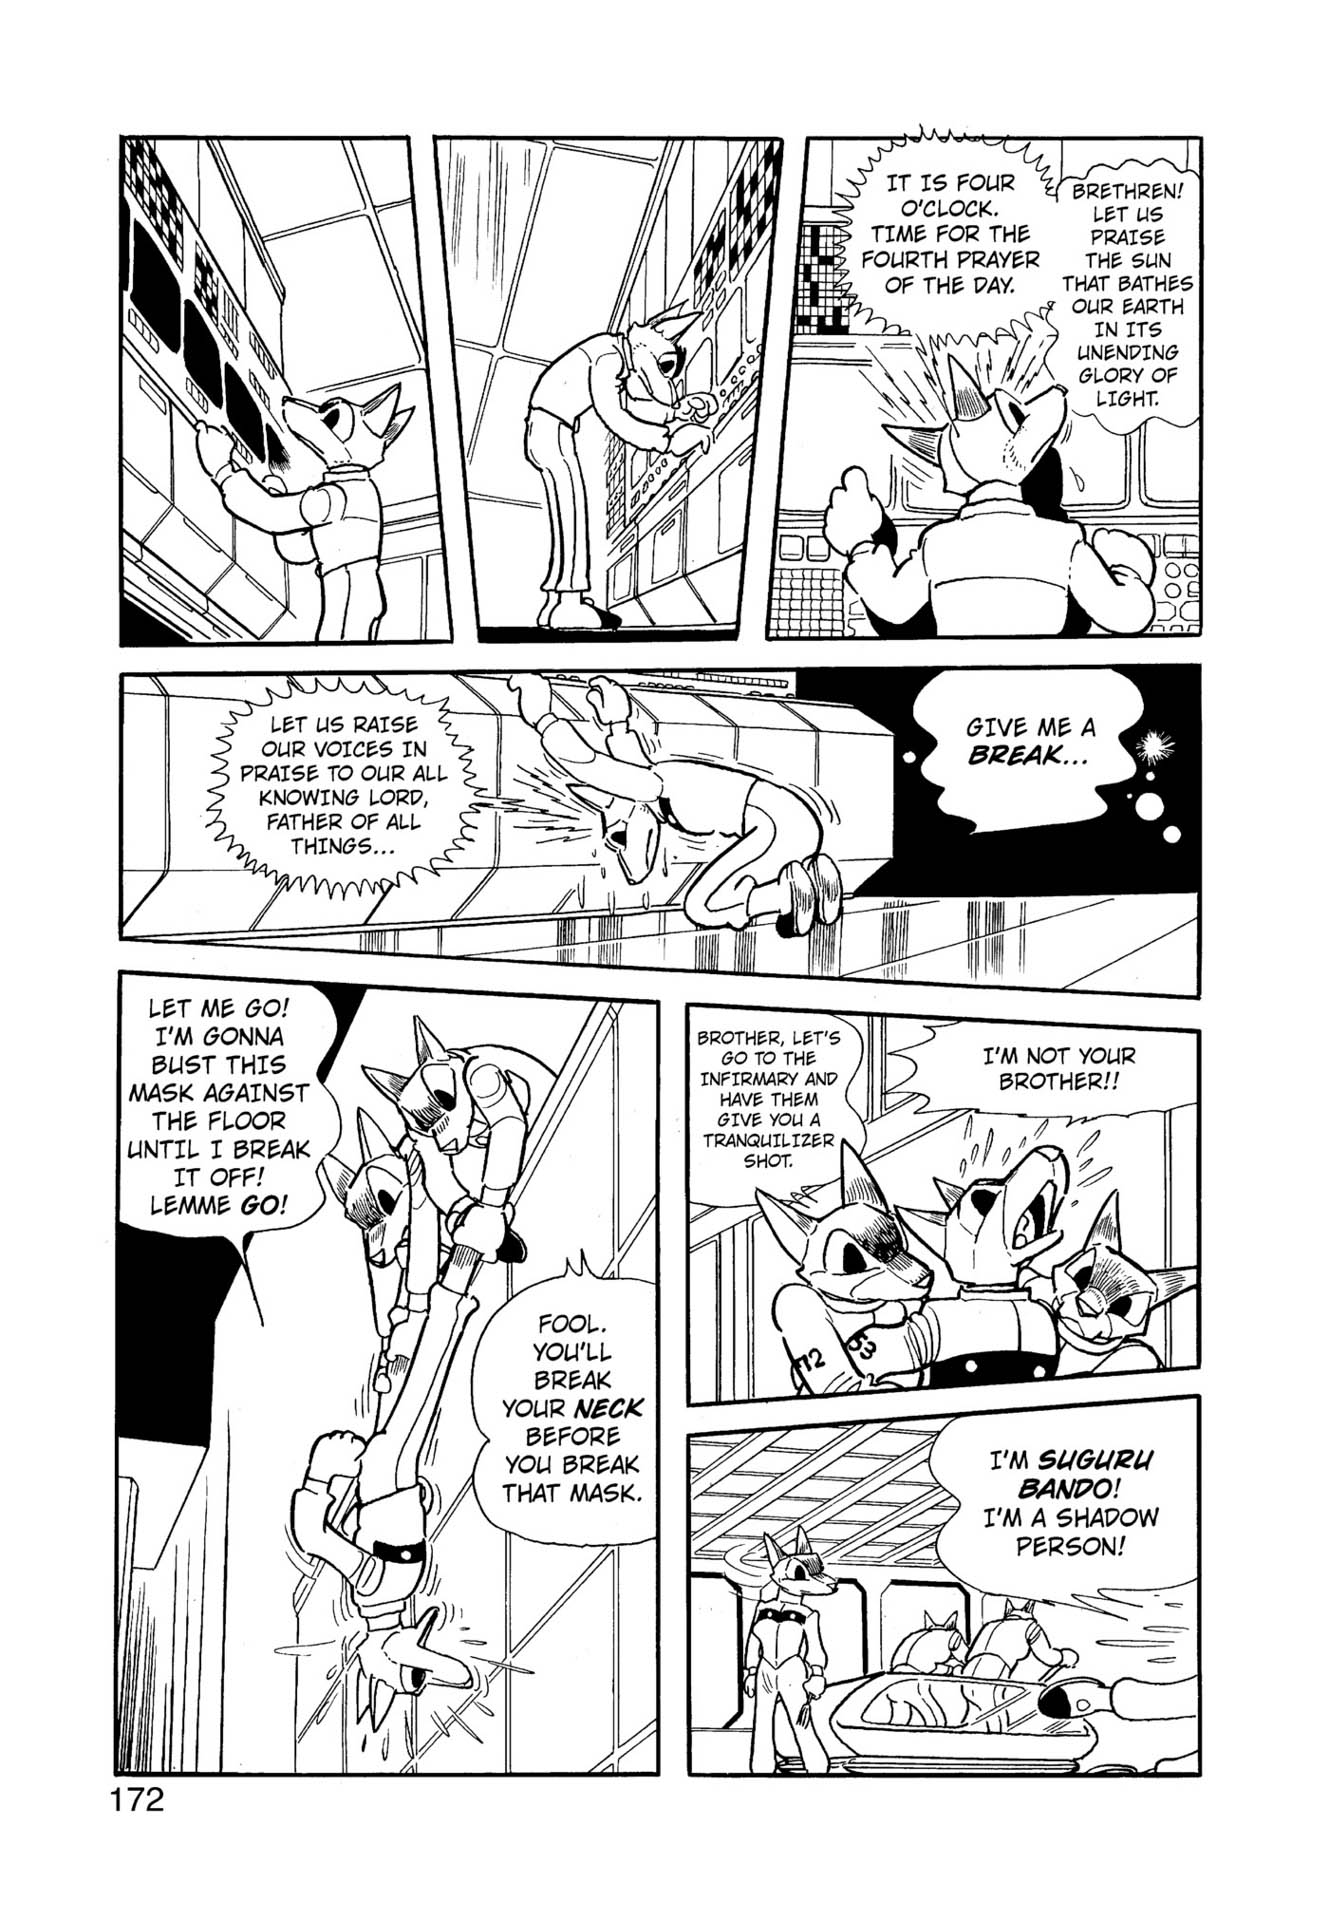 IT IS FOUR
O'CLOCK.
TIME FOR THE
FOURTH PRAYER
OF THE DAY.
BRETHREN!
LET US
PRAISE
THE SUN
THAT BATHES
OUR EARTH
IN ITS
UNENDING
GLORY OF
LIGHT.
LET US RAISE
OUR VOICES IN
PRAISE TO OUR ALL
KNOWING LORD,
FATHER OF ALL
THINGS...
GIVE ME A
BREAK...
LET ME GO!
I'M GONNA
BUST THIS
MASK AGAINST
THE FLOOR
UNTIL I BREAK
IT OFF!
LEMME GO!
FOOL.
YOU'LL
BREAK
YOUR NECK
BEFORE
YOU BREAK
THAT MASK.
BROTHER, LET'S
GO TO THE
INFIRMARY AND
HAVE THEM
GIVE YOU A
TRANQUILIZER
SHOT.
I'M NOT YOUR
BROTHER!!
72
53
2
I'M SUGURU
BANDO!
I'M A SHADOW
PERSON!
172